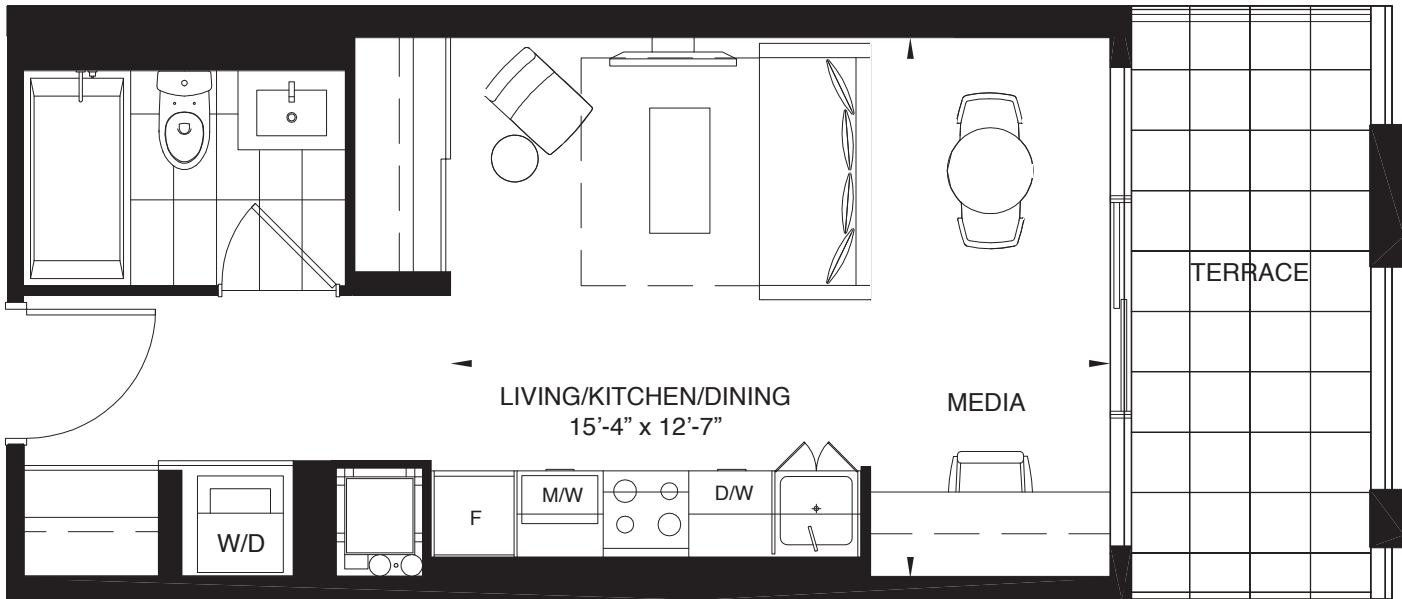 TERRACE
LIVING/KITCHEN/DINING
15’-4” x 12’-7”
MEDIA
W/D
F
M/W
D/W